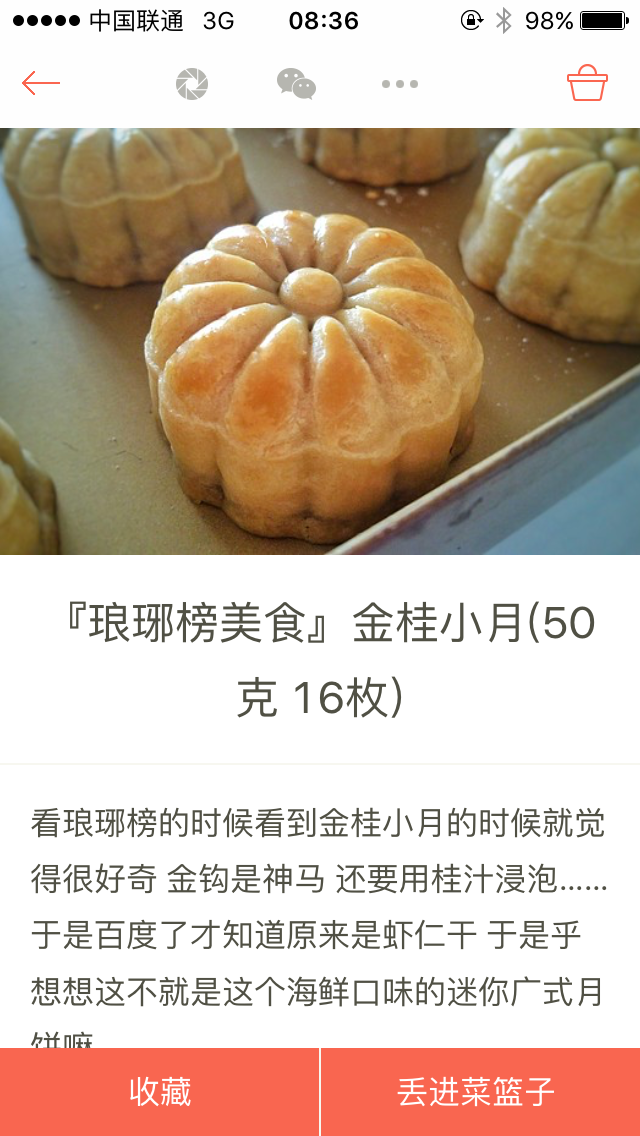 中国联通 3G 08:36 98%
『琅琊榜美食』金桂小月(50
克 16枚)
看琅琊榜的时候看到金桂小月的时候就觉
得很好奇 金钩是神马 还要用桂汁浸泡……
于是百度了才知道原来是虾仁干 于是乎
想想这不就是这个海鲜口味的迷你广式月
饼嘛
收藏 丢进菜篮子